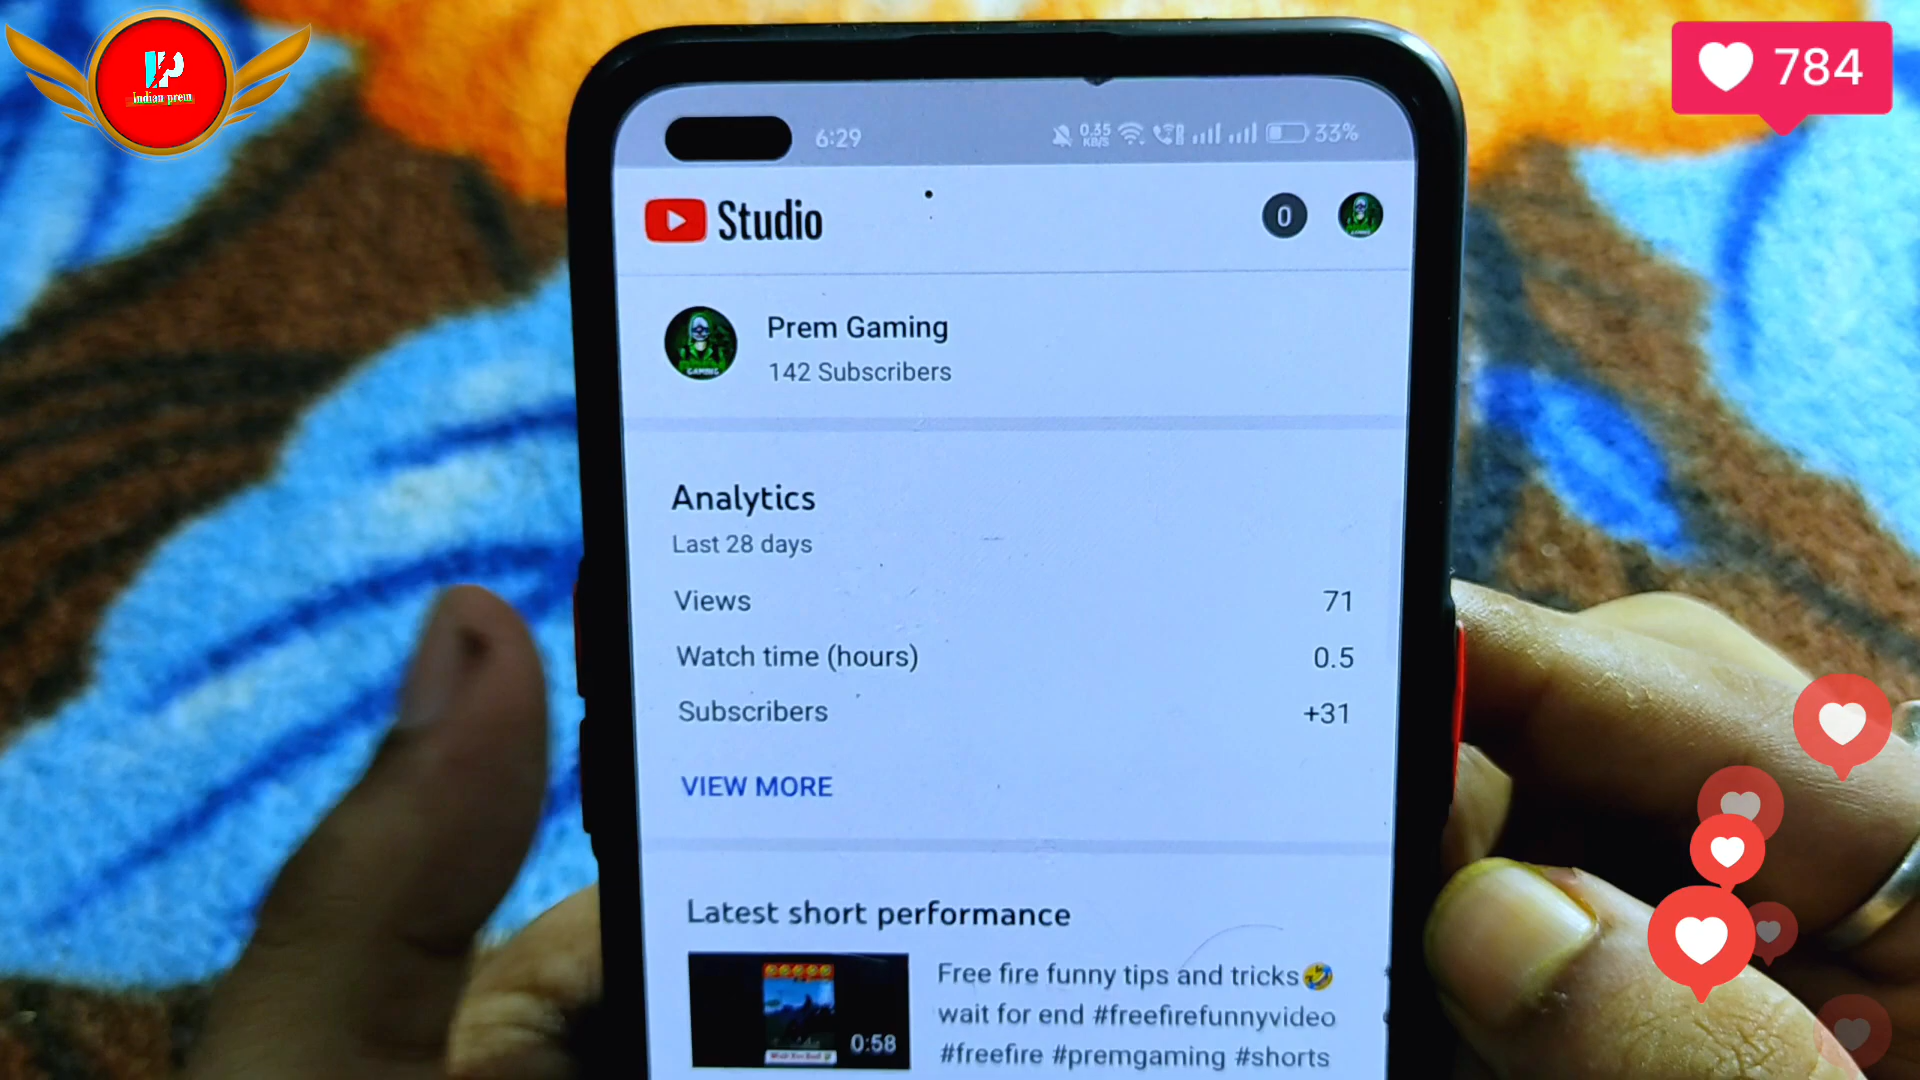 IP
Indian prem
784
6:29
0.35
KB/S
33%
Studio
0
Prem Gaming
142 Subscribers
GAMING
Analytics
Last 28 days
Views 71
Watch time (hours) 0.5
Subscribers +31
VIEW MORE
Latest short performance
Free fire funny tips and tricks🤣
wait for end #freefirefunnyvideo
#freefire #premgaming #shorts
0:58